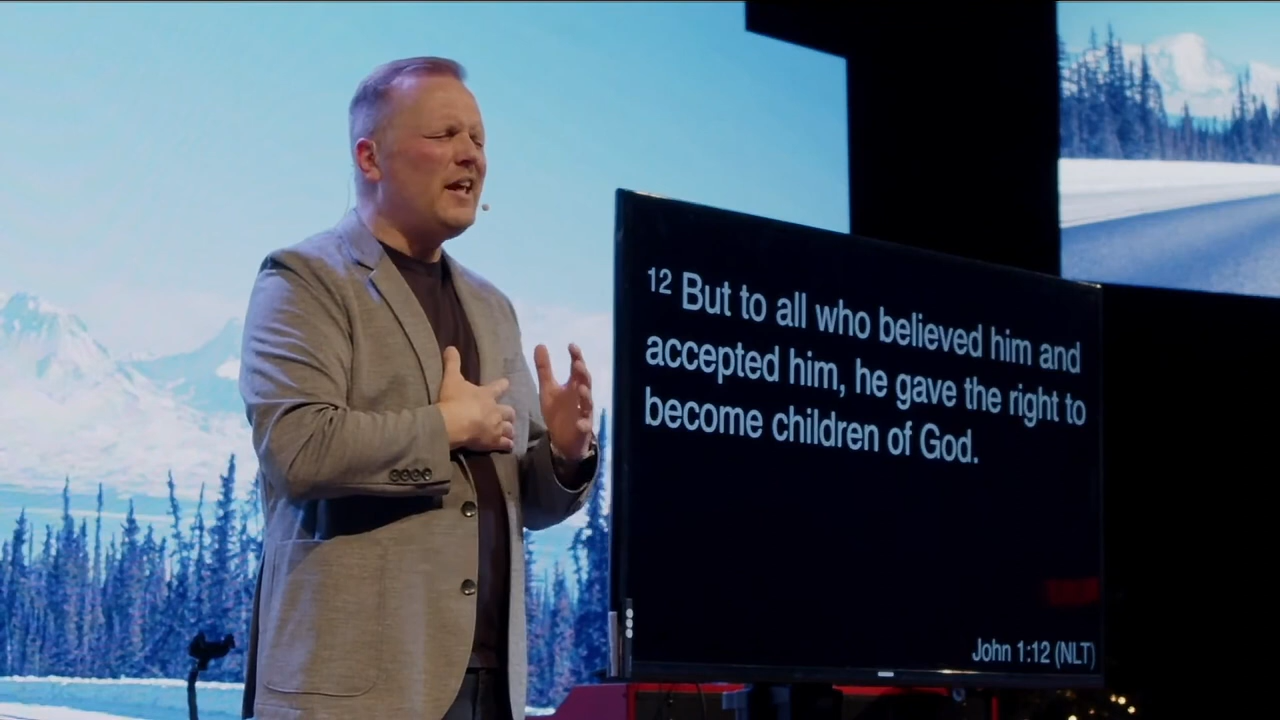 12 But to all who believed him and
accepted him, he gave the right to
become children of God.
John 1:12 (NLT)